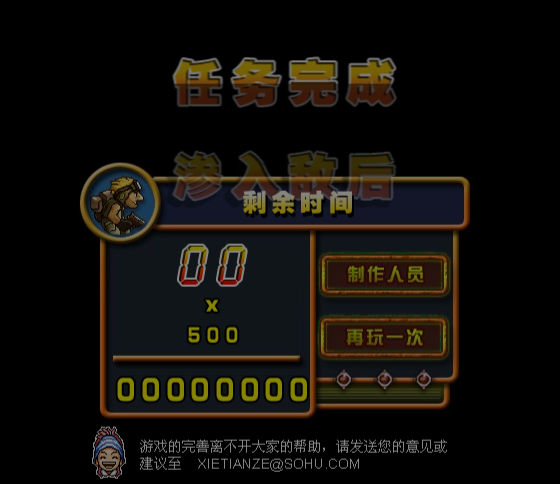 任务完成
渗入敌后
剩余时间
00
x
500
00000000
制作人员
再玩一次
游戏的完善离不开大家的帮助，请发送您的意见或
建议至 XIETIANZE@SOHU.COM